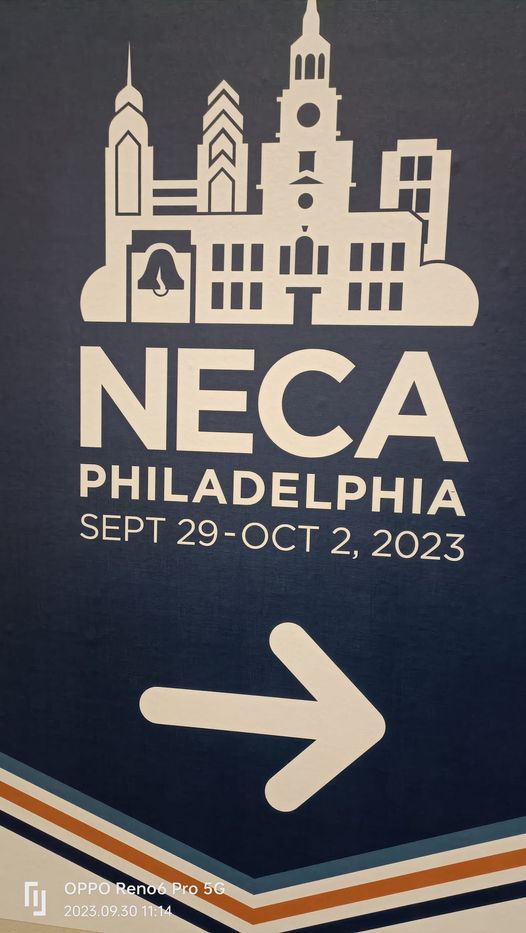 NECA
PHILADELPHIA
SEPT 29-OCT 2, 2023
OPPO Reno6 Pro 5G
2023.09.30 11:14